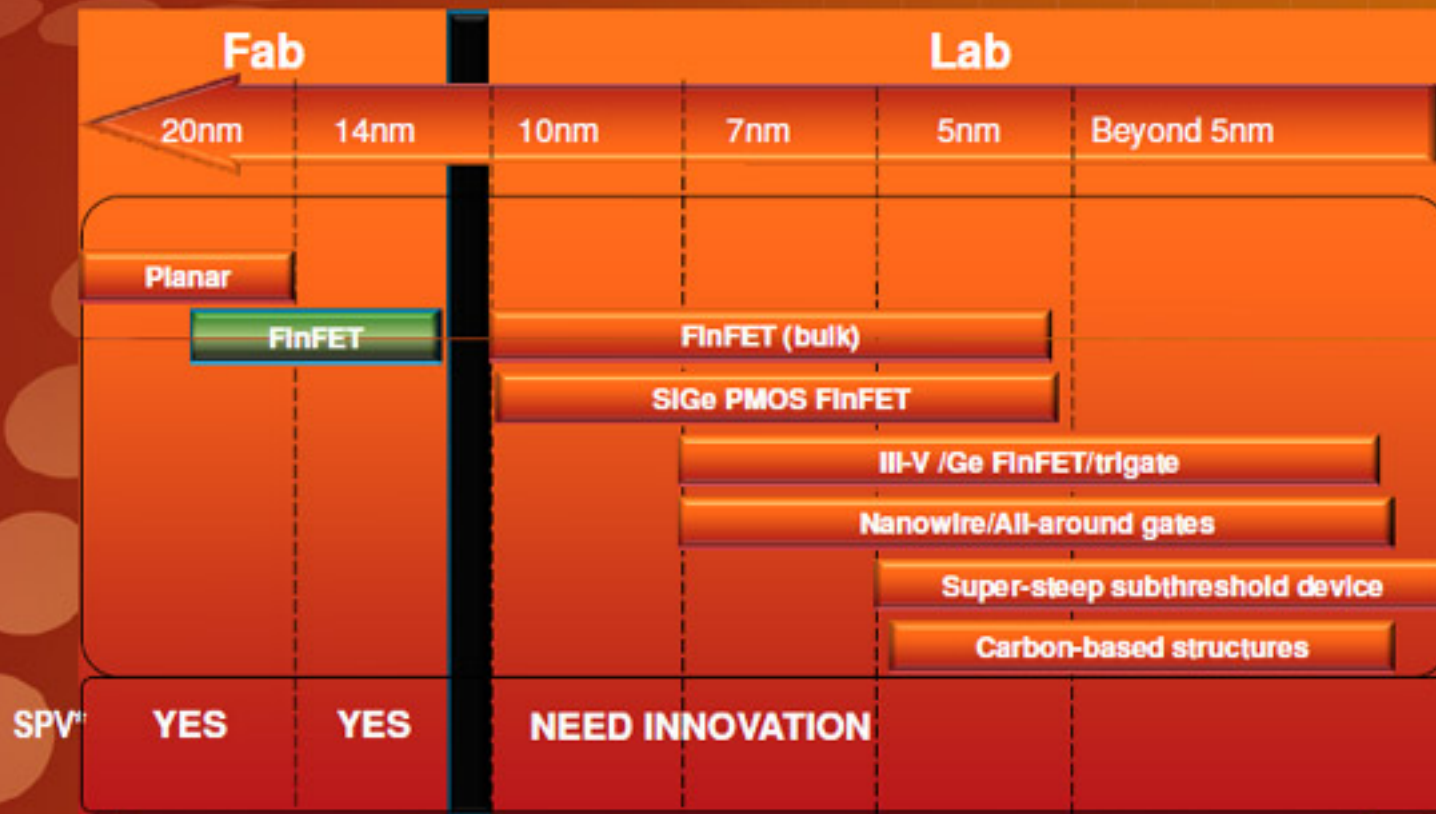 Fab
Lab
20nm
14nm
10nm
7nm
5nm
Beyond 5nm
Planar
FinFET
FinFET (bulk)
SiGe PMOS FinFET
III-V /Ge FinFET/trigate
Nanowire/All-around gates
Super-steep subthreshold device
Carbon-based structures
SPV*
YES
YES
NEED INNOVATION